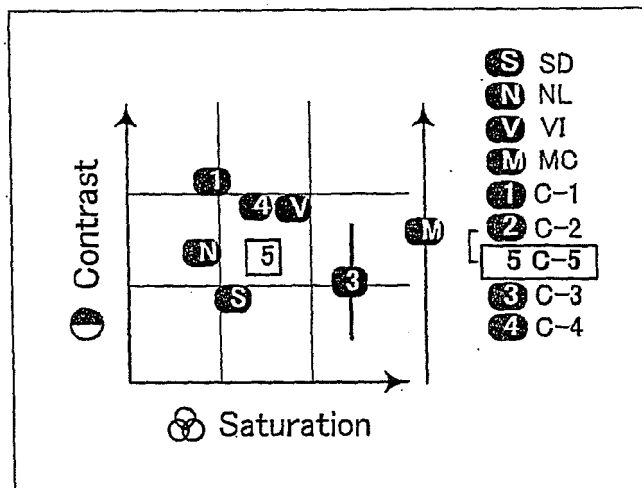 Contrast
Saturation
1
4 V
N
5
S
3
M
S SD
N NL
V VI
M MC
1 C-1
2 C-2
5 C-5
3 C-3
4 C-4